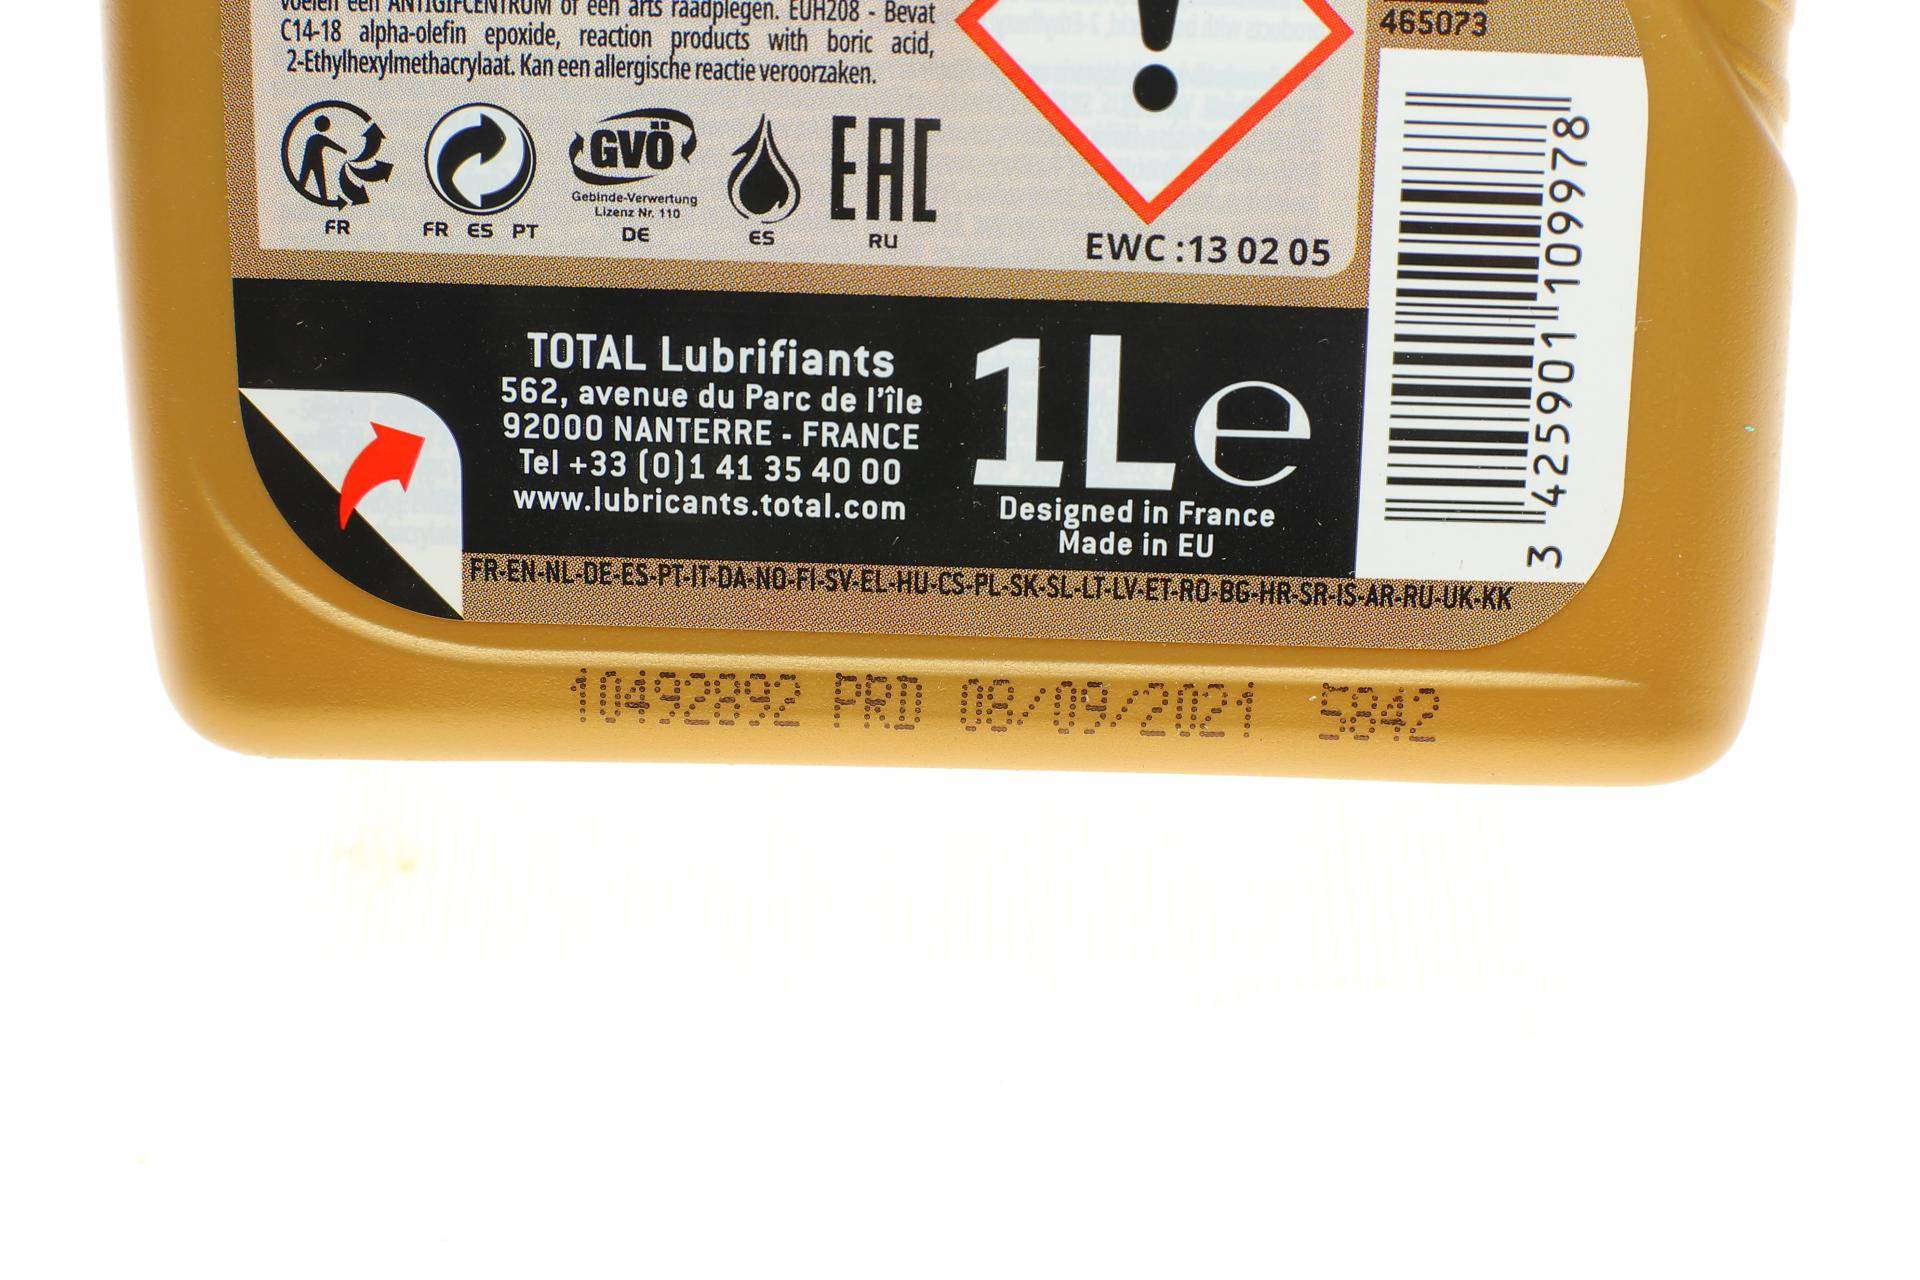 voelen een ANTIGIFCENTRUM of een arts raadplegen. EUH208 - Bevat
C14-18 alpha-olefin epoxide, reaction products with boric acid,
2-Ethylhexylmethacrylaat. Kan een allergische reactie veroorzaken.
465073
GVÖ
Gebinde-Verwertung
Lizenz Nr. 110
EAC
FR
FR ES PT
DE
ES
RU
EWC :13 02 05
TOTAL Lubrifiants
562, avenue du Parc de l'île
92000 NANTERRE - FRANCE
Tel +33 (0)1 41 35 40 00
www.lubricants.total.com
1L e
Designed in France
Made in EU
3 425901 109978
FR-EN-NL-DE-ES-PT-IT-DA-NO-FI-SV-EL-HU-CS-PL-SK-SL-LT-LV-ET-RO-BG-HR-SR-IS-AR-RU-UK-KK
10492892 PRD 08/09/2021 5842